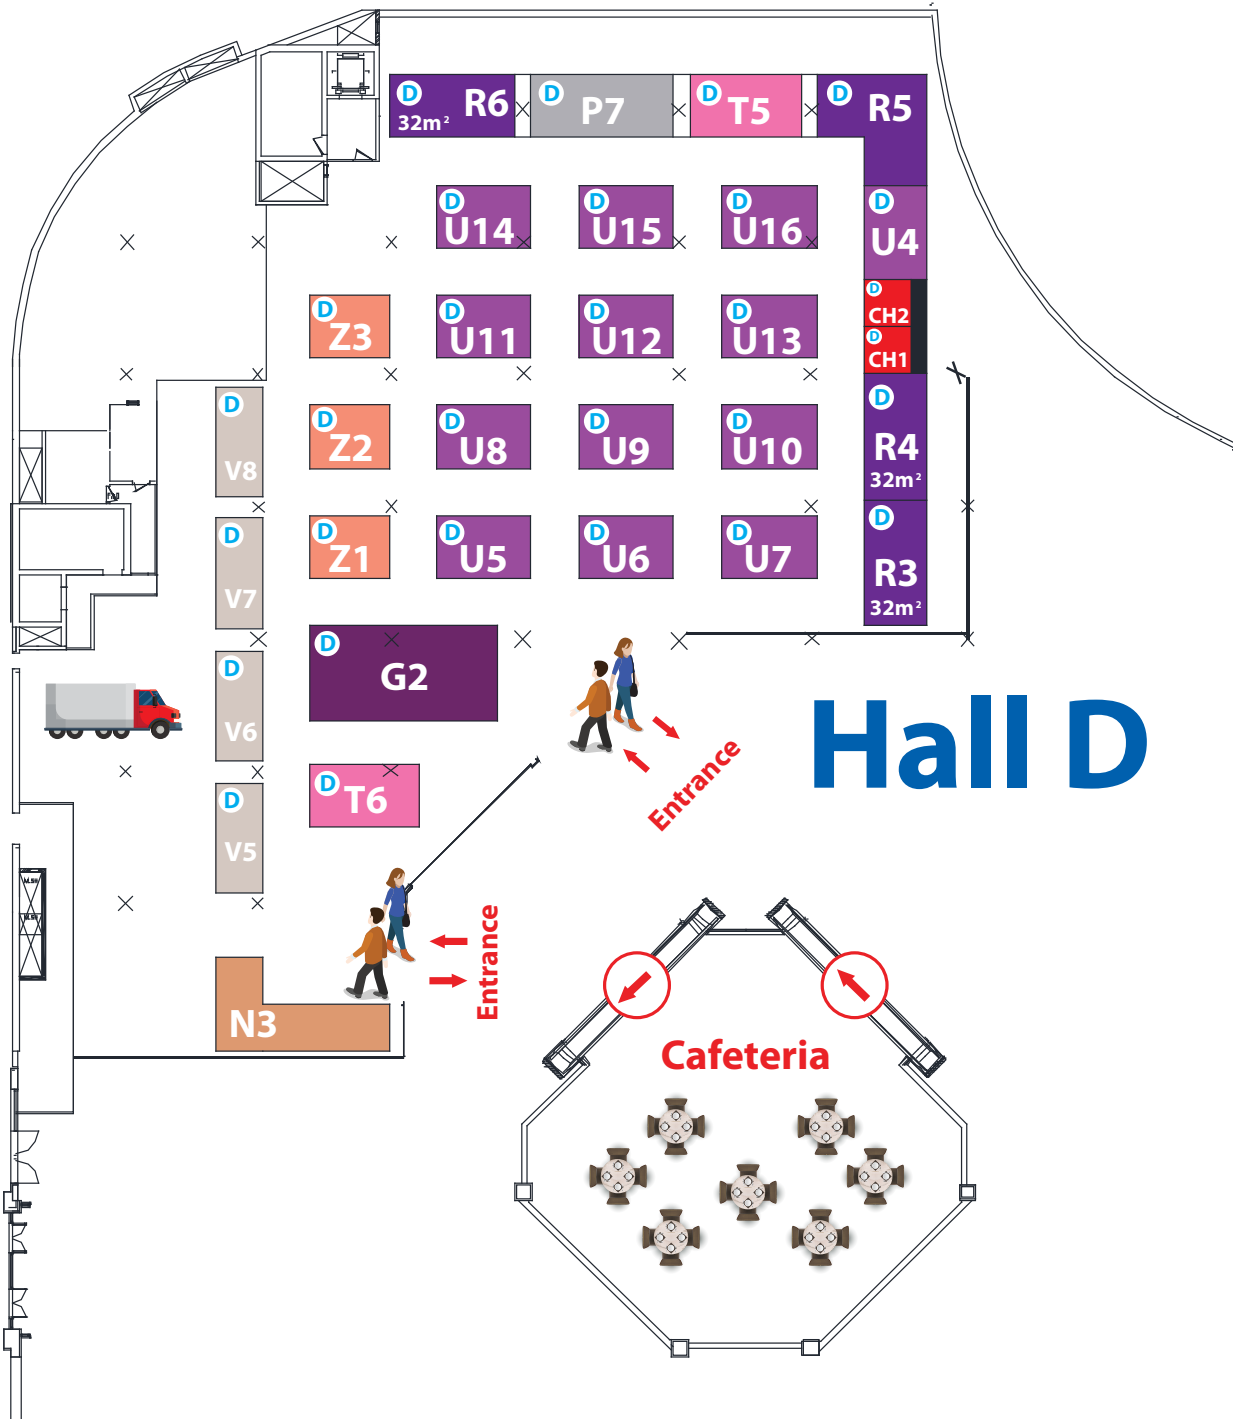 D R6
32m²
D P7
D T5
D R5
D U14
D U15
D U16
D U4
D CH2
D CH1
D Z3
D U11
D U12
D U13
D V8
D Z2
D U8
D U9
D U10
D R4
32m²
D V7
D Z1
D U5
D U6
D U7
D R3
32m²
D G2
D V6
D T6
D V5
Entrance
Hall D
Entrance
N3
Cafeteria